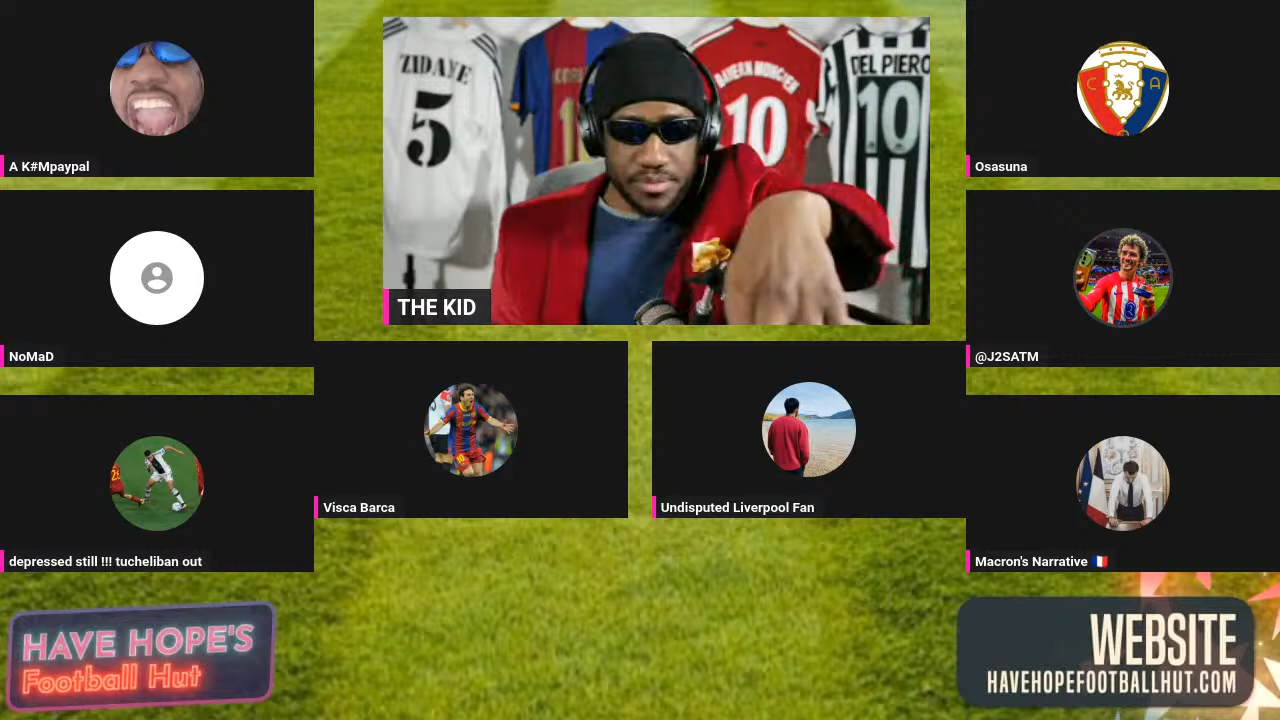 A K#Mpaypal
ZIDANE
5
BAYERN MÜNCHEN
10
DEL PIERO
10
THE KID
Osasuna
NoMaD
@J2SATM
Visca Barca
Undisputed Liverpool Fan
depressed still !!! tucheliban out
Macron's Narrative 🇫🇷
HAVE HOPE'S
Football Hut
WEBSITE
HAVEHOPEFOOTBALLHUT.COM